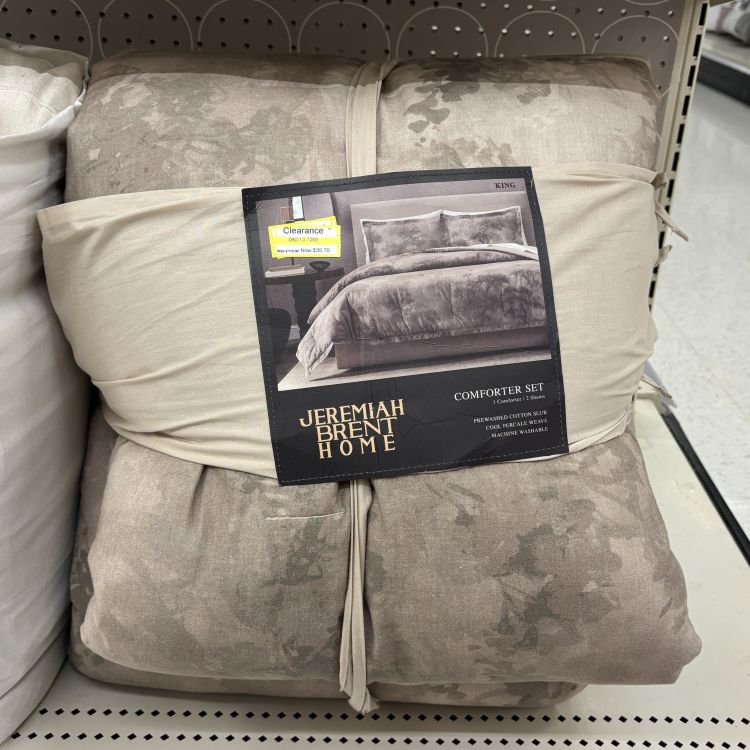 KING
Clearance
Now $35.70
COMFORTER SET
1 Comforter | 2 Shams
JEREMIAH
BRENT
HOME
PREWASHED COTTON SLUB
COOL PERCALE WEAVE
MACHINE WASHABLE